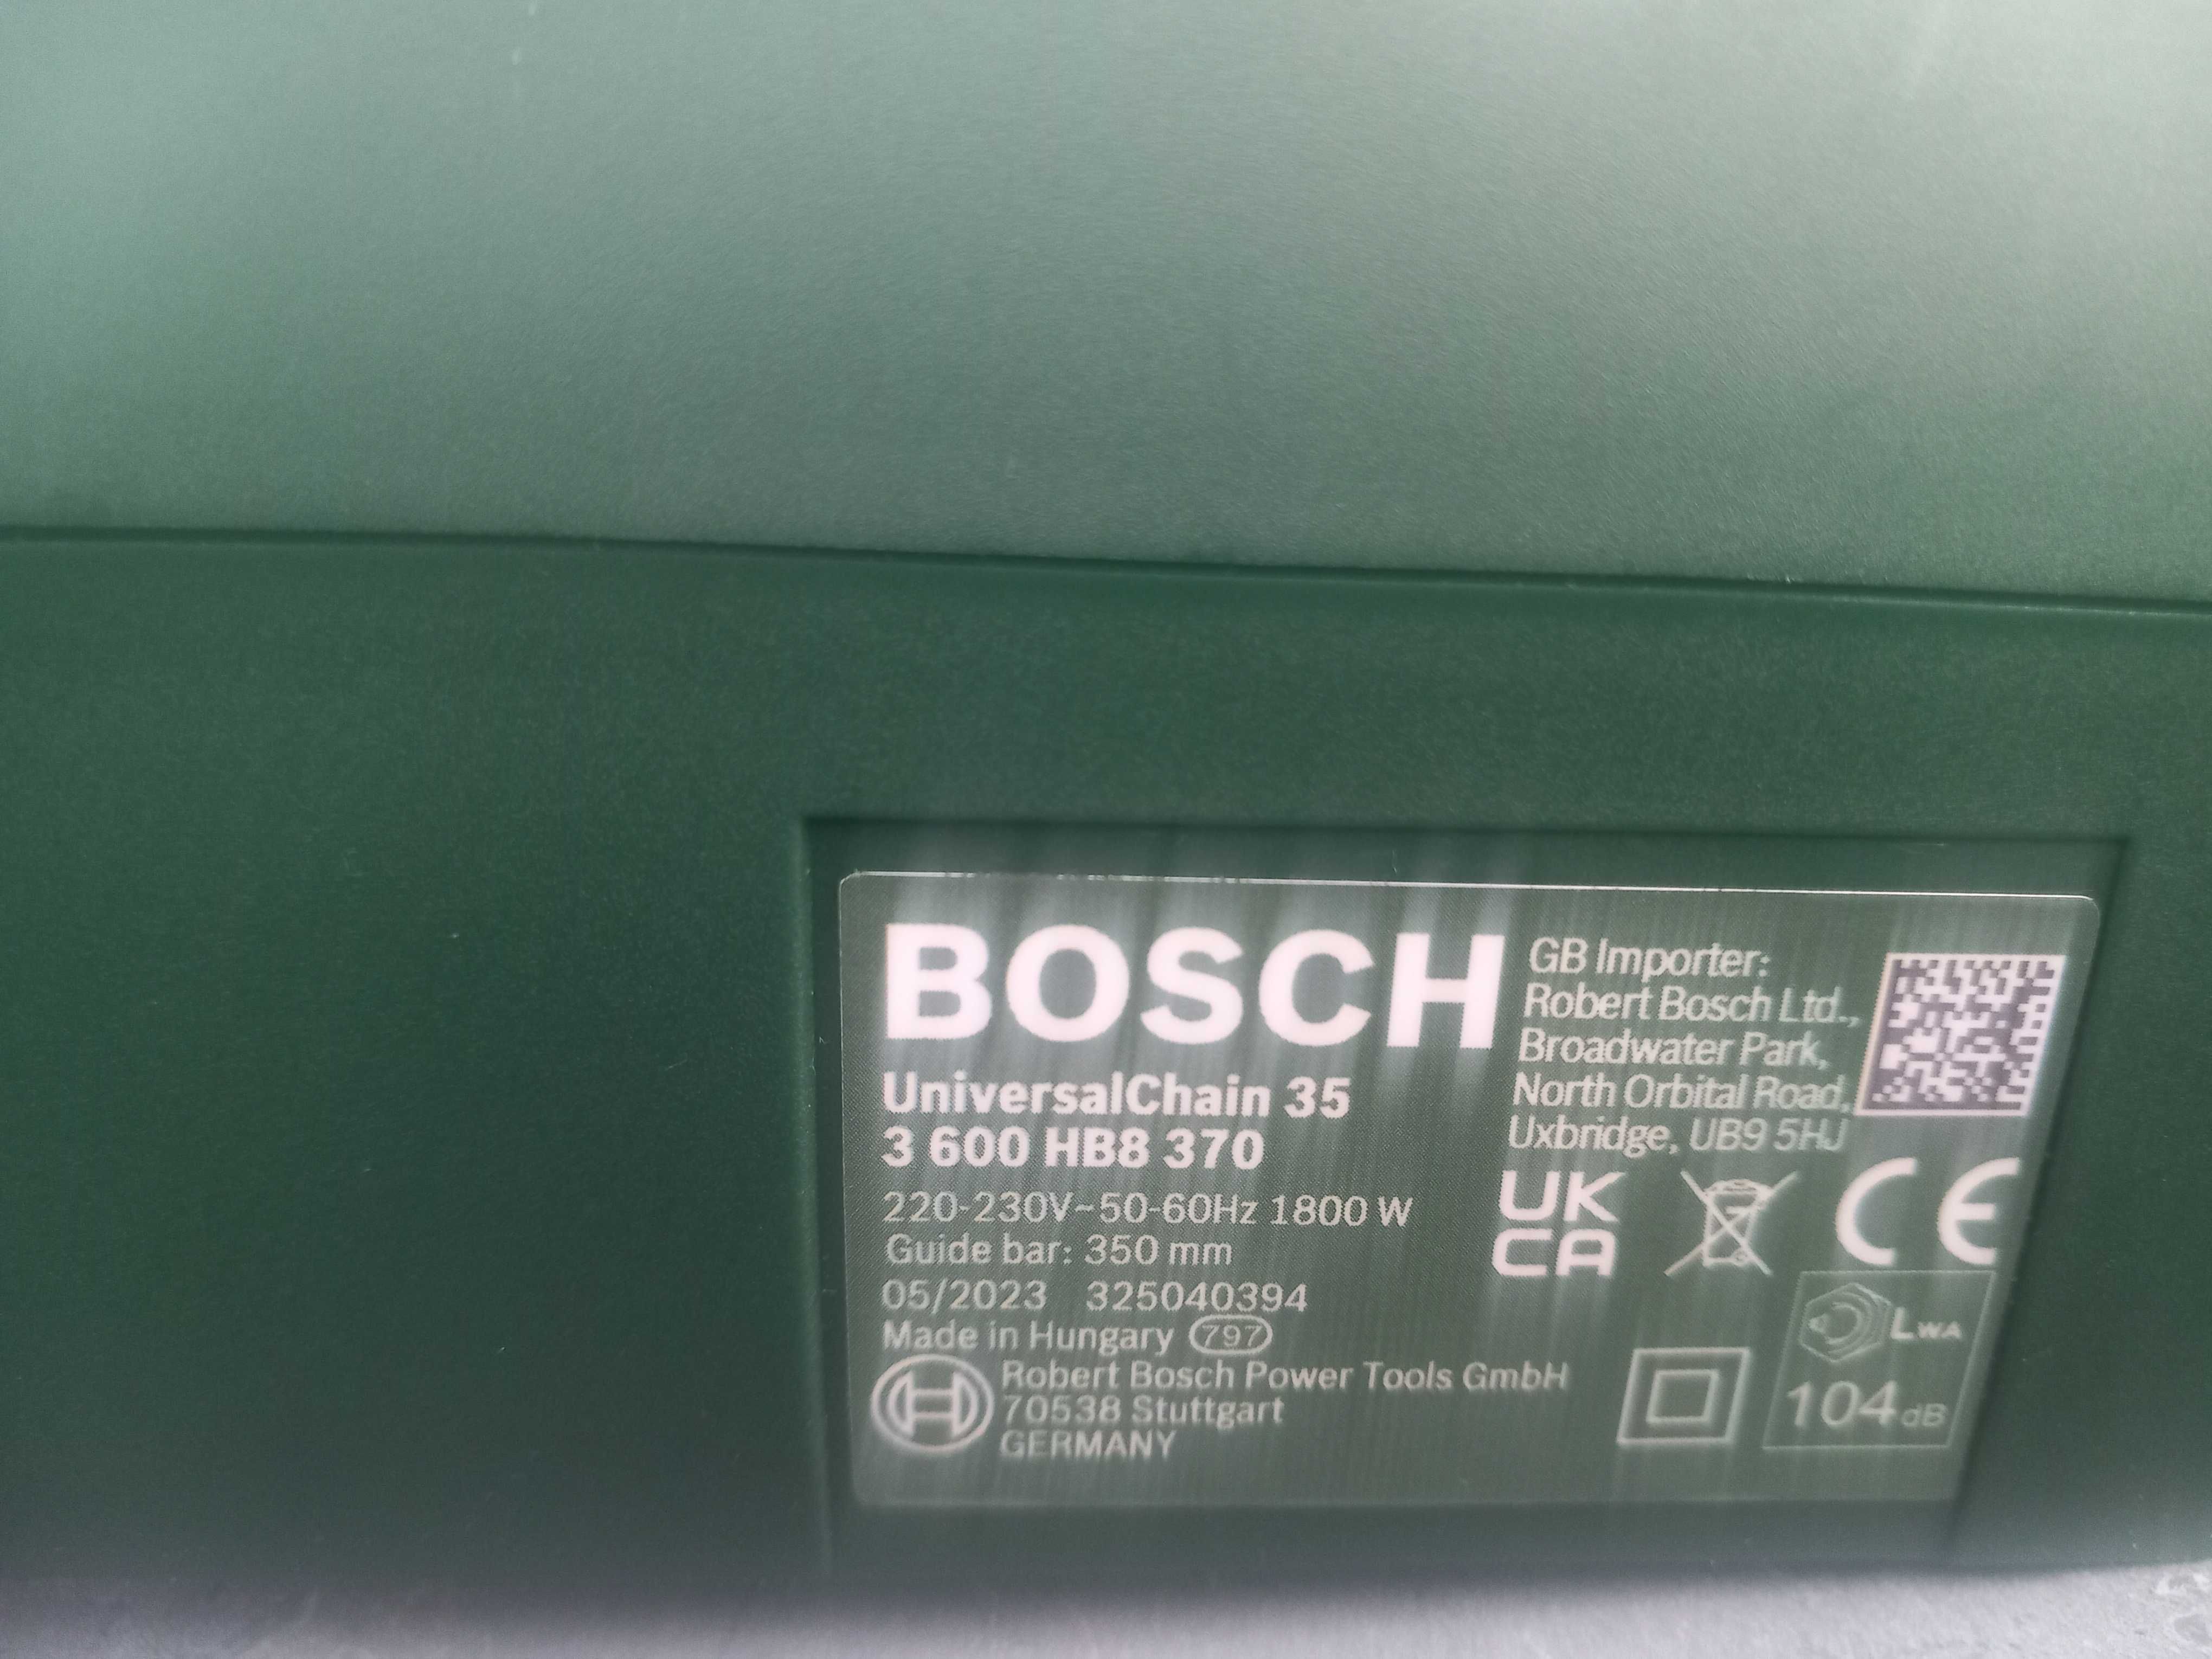 BOSCH
UniversalChain 35
3 600 HB8 370
220-230V~50-60Hz 1800 W
Guide bar: 350 mm
05/2023 325040394
Made in Hungary 797
Robert Bosch Power Tools GmbH
70538 Stuttgart
GERMANY
GB Importer:
Robert Bosch Ltd.,
Broadwater Park,
North Orbital Road,
Uxbridge, UB9 5HJ
UK
CA
CE
LWA
104 dB